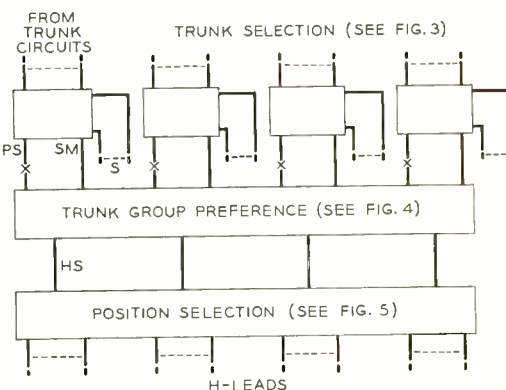 FROM
TRUNK
CIRCUITS
TRUNK SELECTION (SEE FIG. 3)
PS
SM
S
TRUNK GROUP PREFERENCE (SEE FIG. 4)
HS
POSITION SELECTION (SEE FIG. 5)
H-LEADS